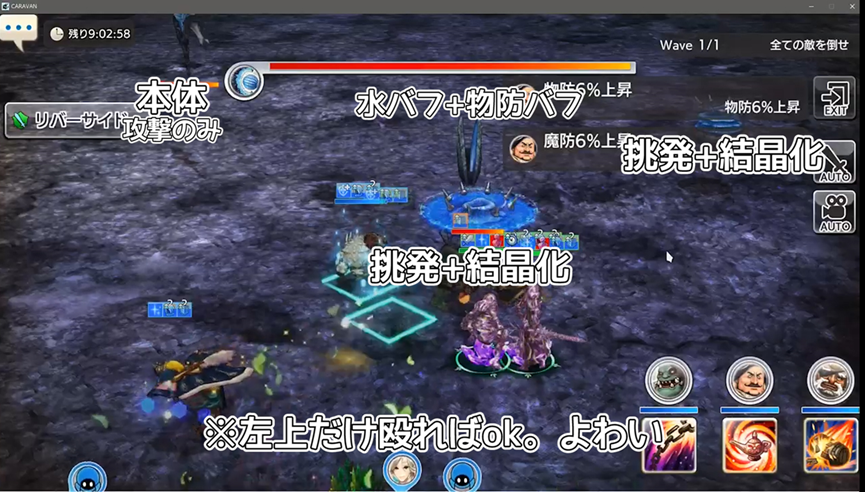 CARAVAN
残り9:02:58
Wave 1/1
全ての敵を倒せ
本体
攻撃のみ
リバーサイド
水バフ+物防バフ
物防6%上昇
物防6%上昇
魔防6%上昇
EXIT
挑発+結晶化
AUTO
AUTO
挑発+結晶化
※左上だけ殴ればok。よわい